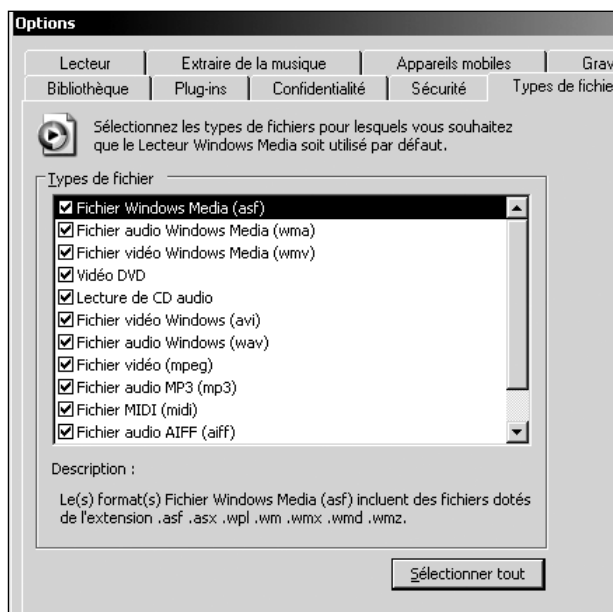 Options
Lecteur Extraire de la musique Appareils mobiles Grav
Bibliothèque Plug-ins Confidentialité Sécurité Types de fichie
Sélectionnez les types de fichiers pour lesquels vous souhaitez
que le Lecteur Windows Media soit utilisé par défaut.
Types de fichier
Fichier Windows Media (asf)
Fichier audio Windows Media (wma)
Fichier vidéo Windows Media (wmv)
Vidéo DVD
Lecture de CD audio
Fichier vidéo Windows (avi)
Fichier audio Windows (wav)
Fichier vidéo (mpeg)
Fichier audio MP3 (mp3)
Fichier MIDI (midi)
Fichier audio AIFF (aiff)
Description :
Le(s) format(s) Fichier Windows Media (asf) incluent des fichiers dotés
de l'extension .asf .asx .wpl .wm .wmx .wmd .wmz.
Sélectionner tout